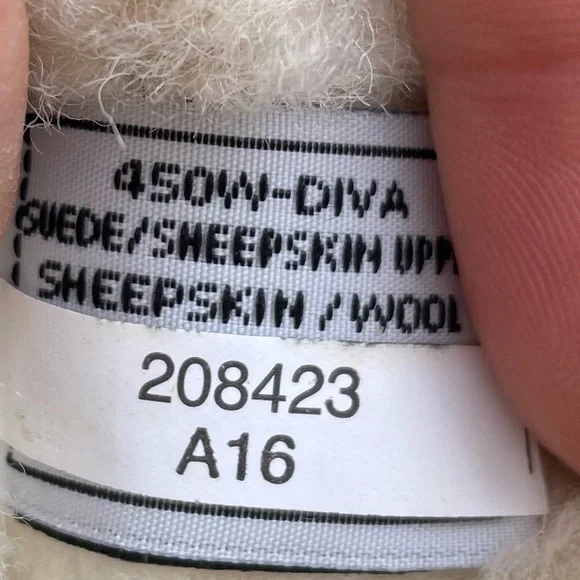 450W-DIVA
SUEDE/SHEEPSKIN UPP
SHEEPSKIN /WOOL
208423
A16